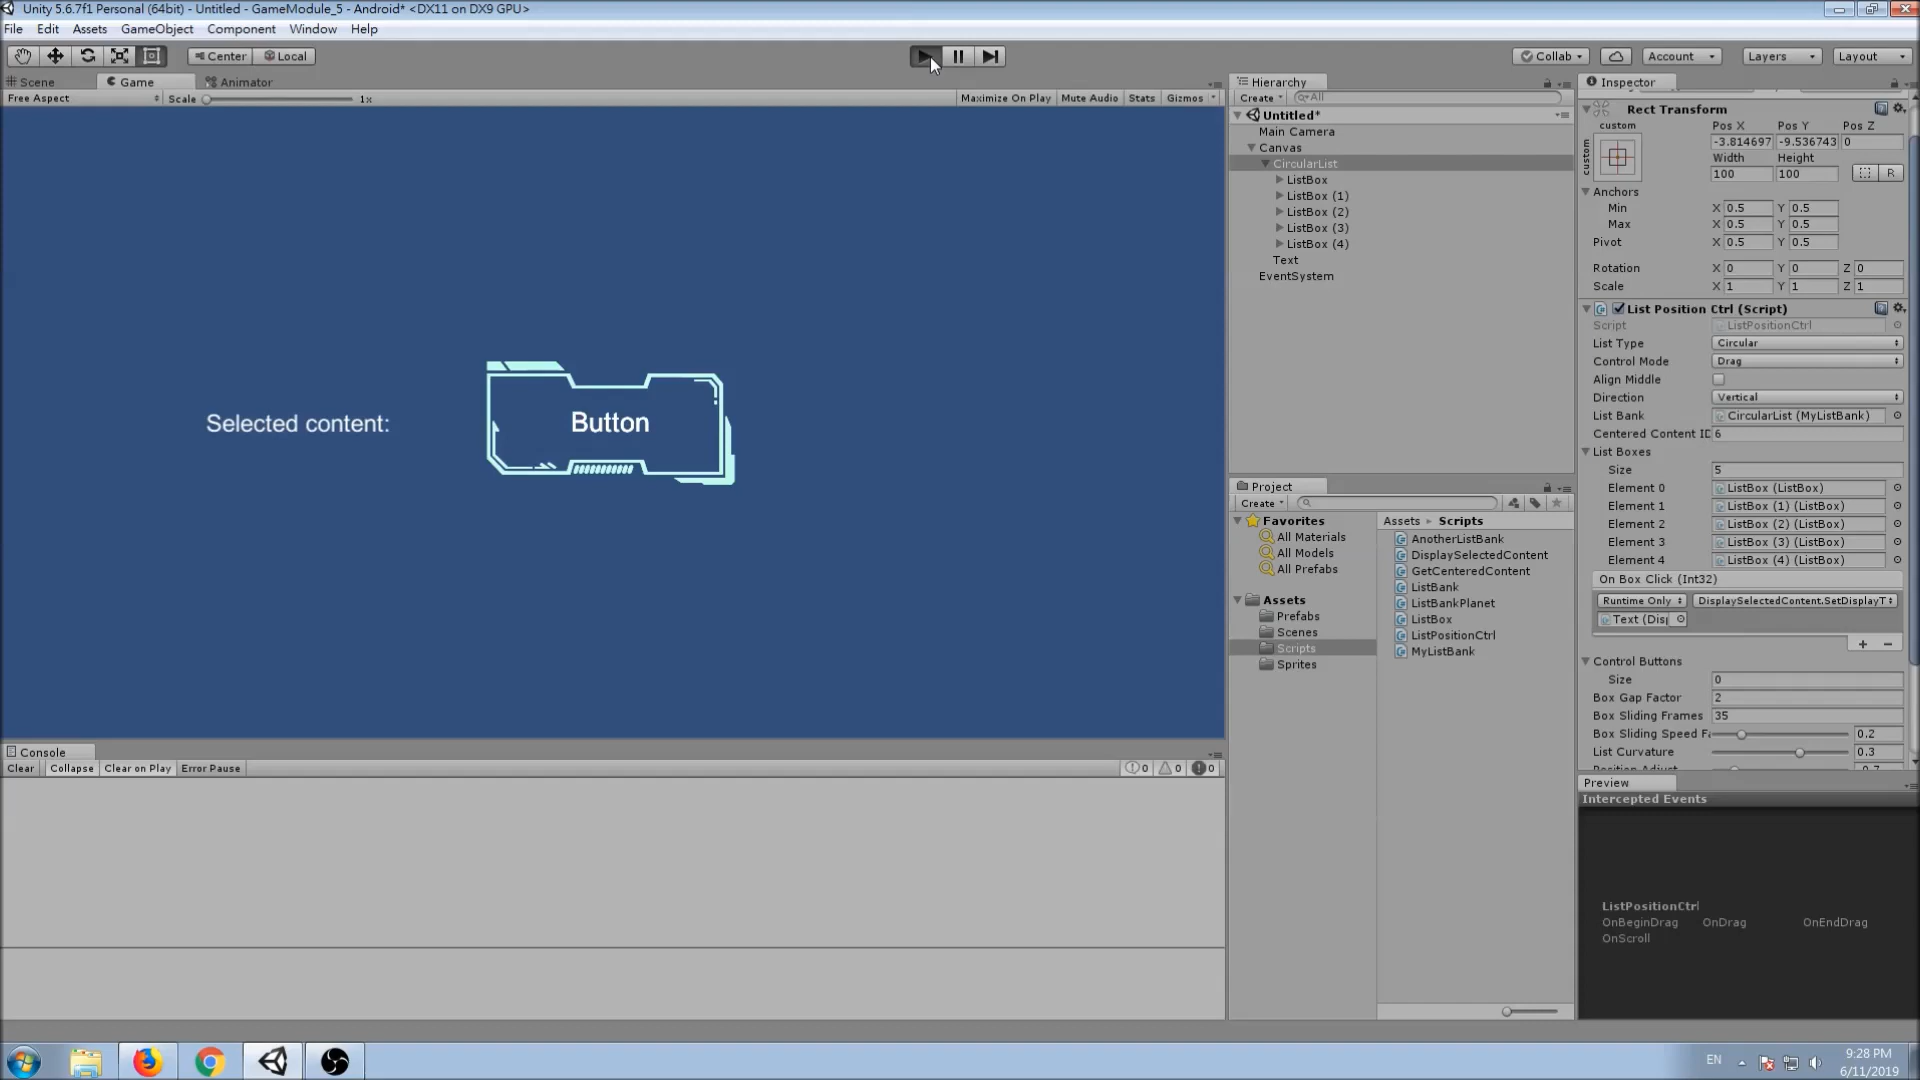 Unity 5.6.7f1 Personal (64bit) - Untitled - GameModule_5 - Android* <DX11 on DX9 GPU>
File Edit Assets GameObject Component Window Help
Center Local
Collab Account Layers Layout
Scene Game Animator
Free Aspect Scale 1x Maximize On Play Mute Audio Stats Gizmos
Selected content:
Button
Console
Clear Collapse Clear on Play Error Pause 0 0 0
Hierarchy
Create All
Untitled*
Main Camera
Canvas
CircularList
ListBox
ListBox (1)
ListBox (2)
ListBox (3)
ListBox (4)
Text
EventSystem
Project
Create
Favorites
All Materials
All Models
All Prefabs
Assets
Prefabs
Scenes
Scripts
Sprites
Assets Scripts
AnotherListBank
DisplaySelectedContent
GetCenteredContent
ListBank
ListBankPlanet
ListBox
ListPositionCtrl
MyListBank
Inspector
Rect Transform
custom Pos X Pos Y Pos Z
custom -3.814697 -9.536743 0
Width Height
100 100 R
Anchors
Min X 0.5 Y 0.5
Max X 0.5 Y 0.5
Pivot X 0.5 Y 0.5
Rotation X 0 Y 0 Z 0
Scale X 1 Y 1 Z 1
List Position Ctrl (Script)
Script ListPositionCtrl
List Type Circular
Control Mode Drag
Align Middle
Direction Vertical
List Bank CircularList (MyListBank)
Centered Content ID 6
List Boxes
Size 5
Element 0 ListBox (ListBox)
Element 1 ListBox (1) (ListBox)
Element 2 ListBox (2) (ListBox)
Element 3 ListBox (3) (ListBox)
Element 4 ListBox (4) (ListBox)
On Box Click (Int32)
Runtime Only DisplaySelectedContent.SetDisplayT
Text (Disp
+ −
Control Buttons
Size 0
Box Gap Factor 2
Box Sliding Frames 35
Box Sliding Speed Fa 0.2
List Curvature 0.3
Position Adjust -0.7
Preview
Intercepted Events
ListPositionCtrl
OnBeginDrag OnDrag OnEndDrag
OnScroll
EN
9:28 PM
6/11/2019